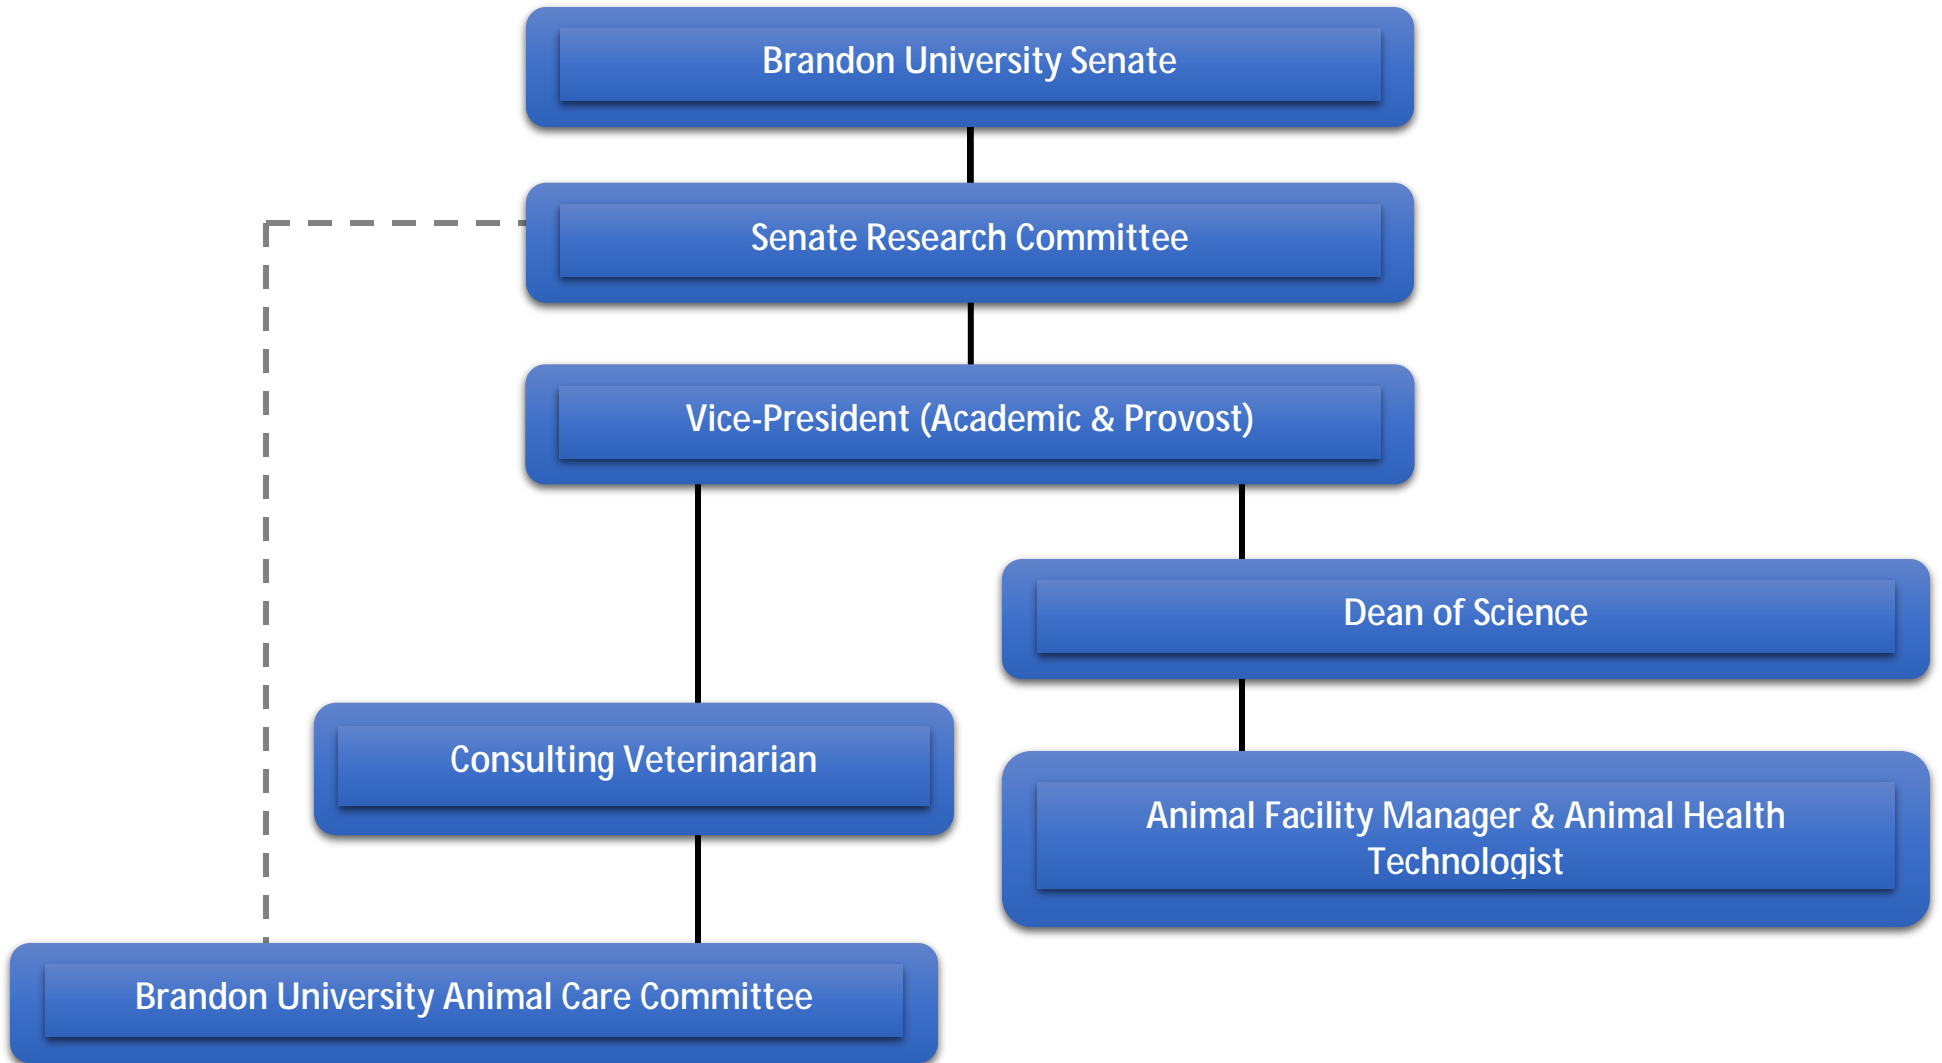 Brandon University Senate
Senate Research Committee
Vice-President (Academic & Provost)
Dean of Science
Consulting Veterinarian
Animal Facility Manager & Animal Health
Technologist
Brandon University Animal Care Committee